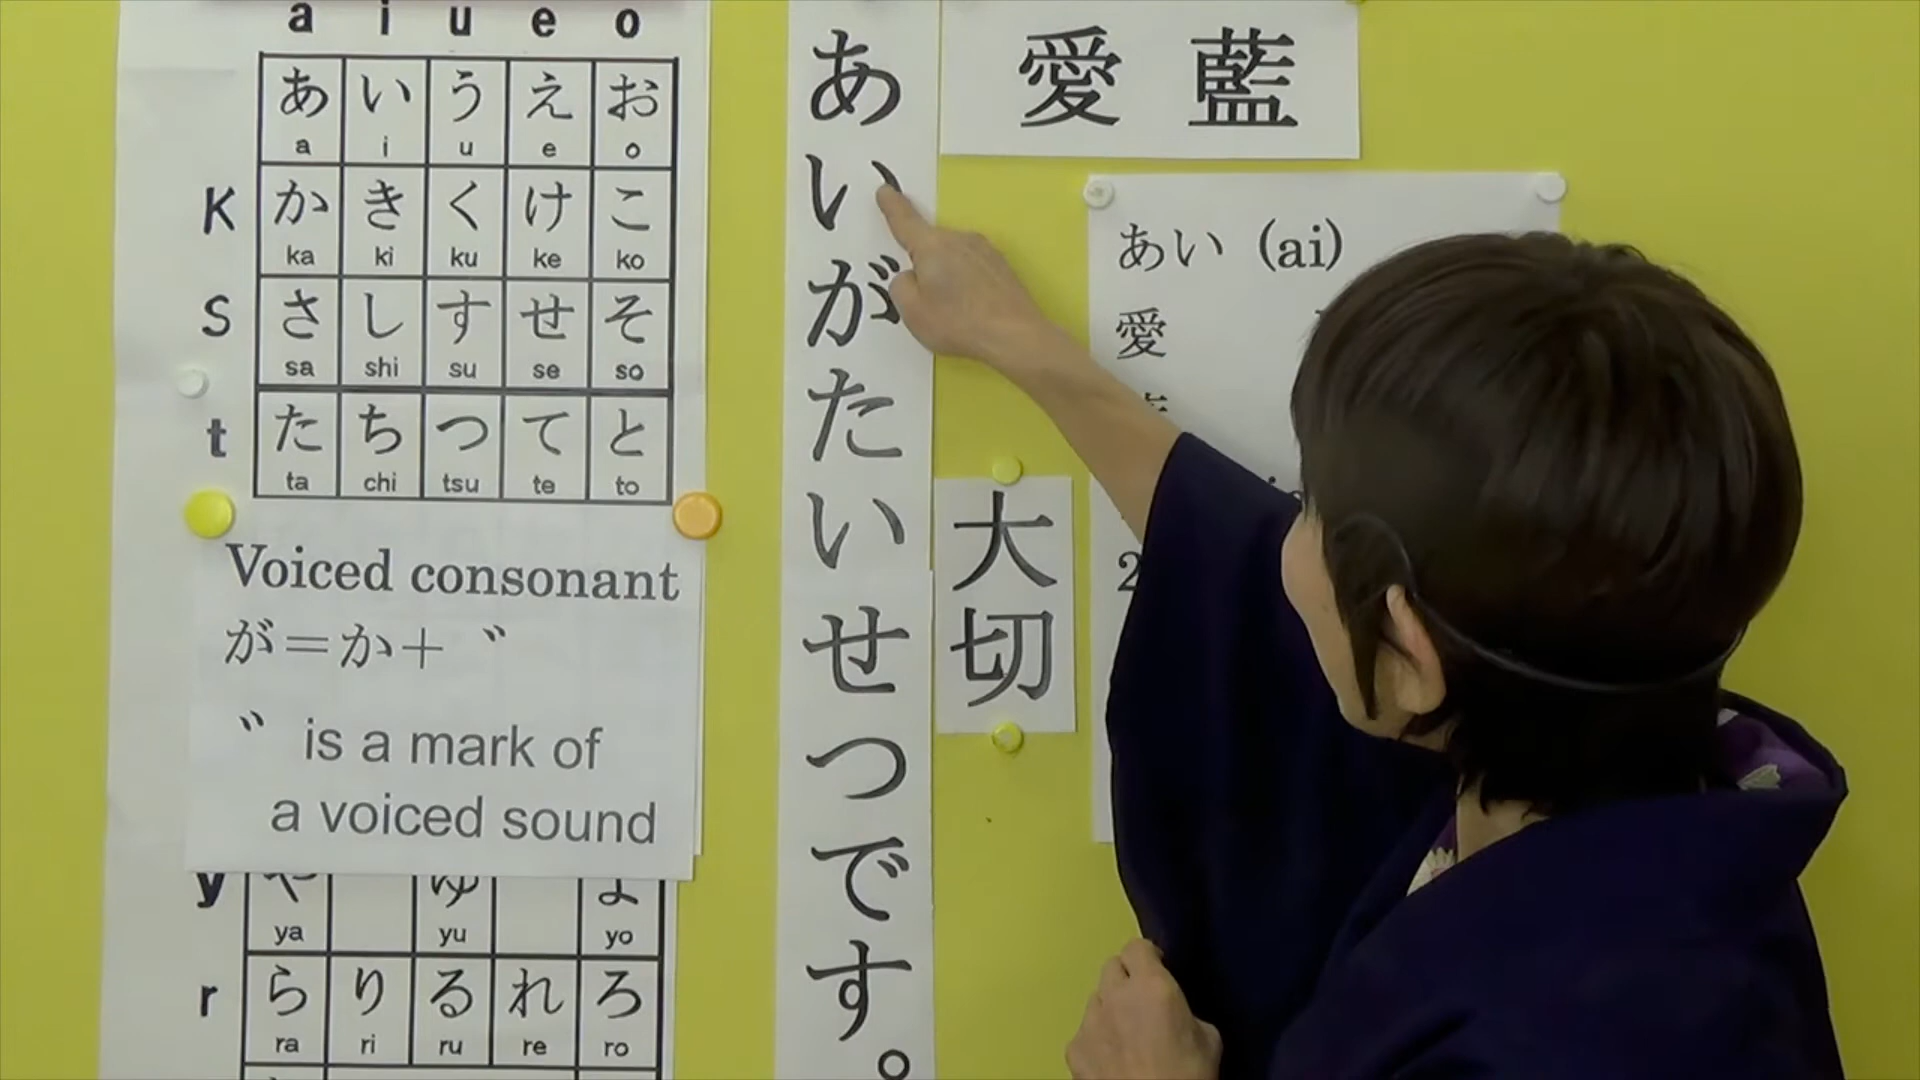 a i u e o
あ い う え お
a i u e o
K か き く け こ
ka ki ku ke ko
S さ し す せ そ
sa shi su se so
t た ち つ て と
ta chi tsu te to
Voiced consonant
が=か+ ゛
゛ is a mark of
a voiced sound
y や ゆ よ
ya yu yo
r ら り る れ ろ
ra ri ru re ro
あいがたいせつです。
大切
愛 藍
あい (ai)
愛
2